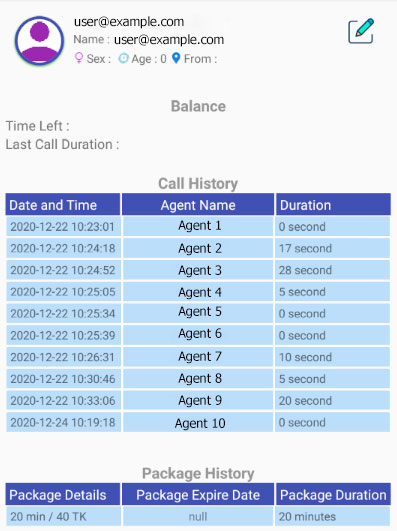 user@example.com
Name : user@example.com
Sex : Age : 0 From :
Balance
Time Left :
Last Call Duration :
Call History
Date and Time Agent Name Duration
2020-12-22 10:23:01 Agent 1 0 second
2020-12-22 10:24:18 Agent 2 17 second
2020-12-22 10:24:52 Agent 3 28 second
2020-12-22 10:25:05 Agent 4 5 second
2020-12-22 10:25:34 Agent 5 0 second
2020-12-22 10:25:39 Agent 6 0 second
2020-12-22 10:26:31 Agent 7 10 second
2020-12-22 10:30:46 Agent 8 5 second
2020-12-22 10:33:06 Agent 9 20 second
2020-12-24 10:19:18 Agent 10 0 second
Package History
Package Details Package Expire Date Package Duration
20 min / 40 TK null 20 minutes